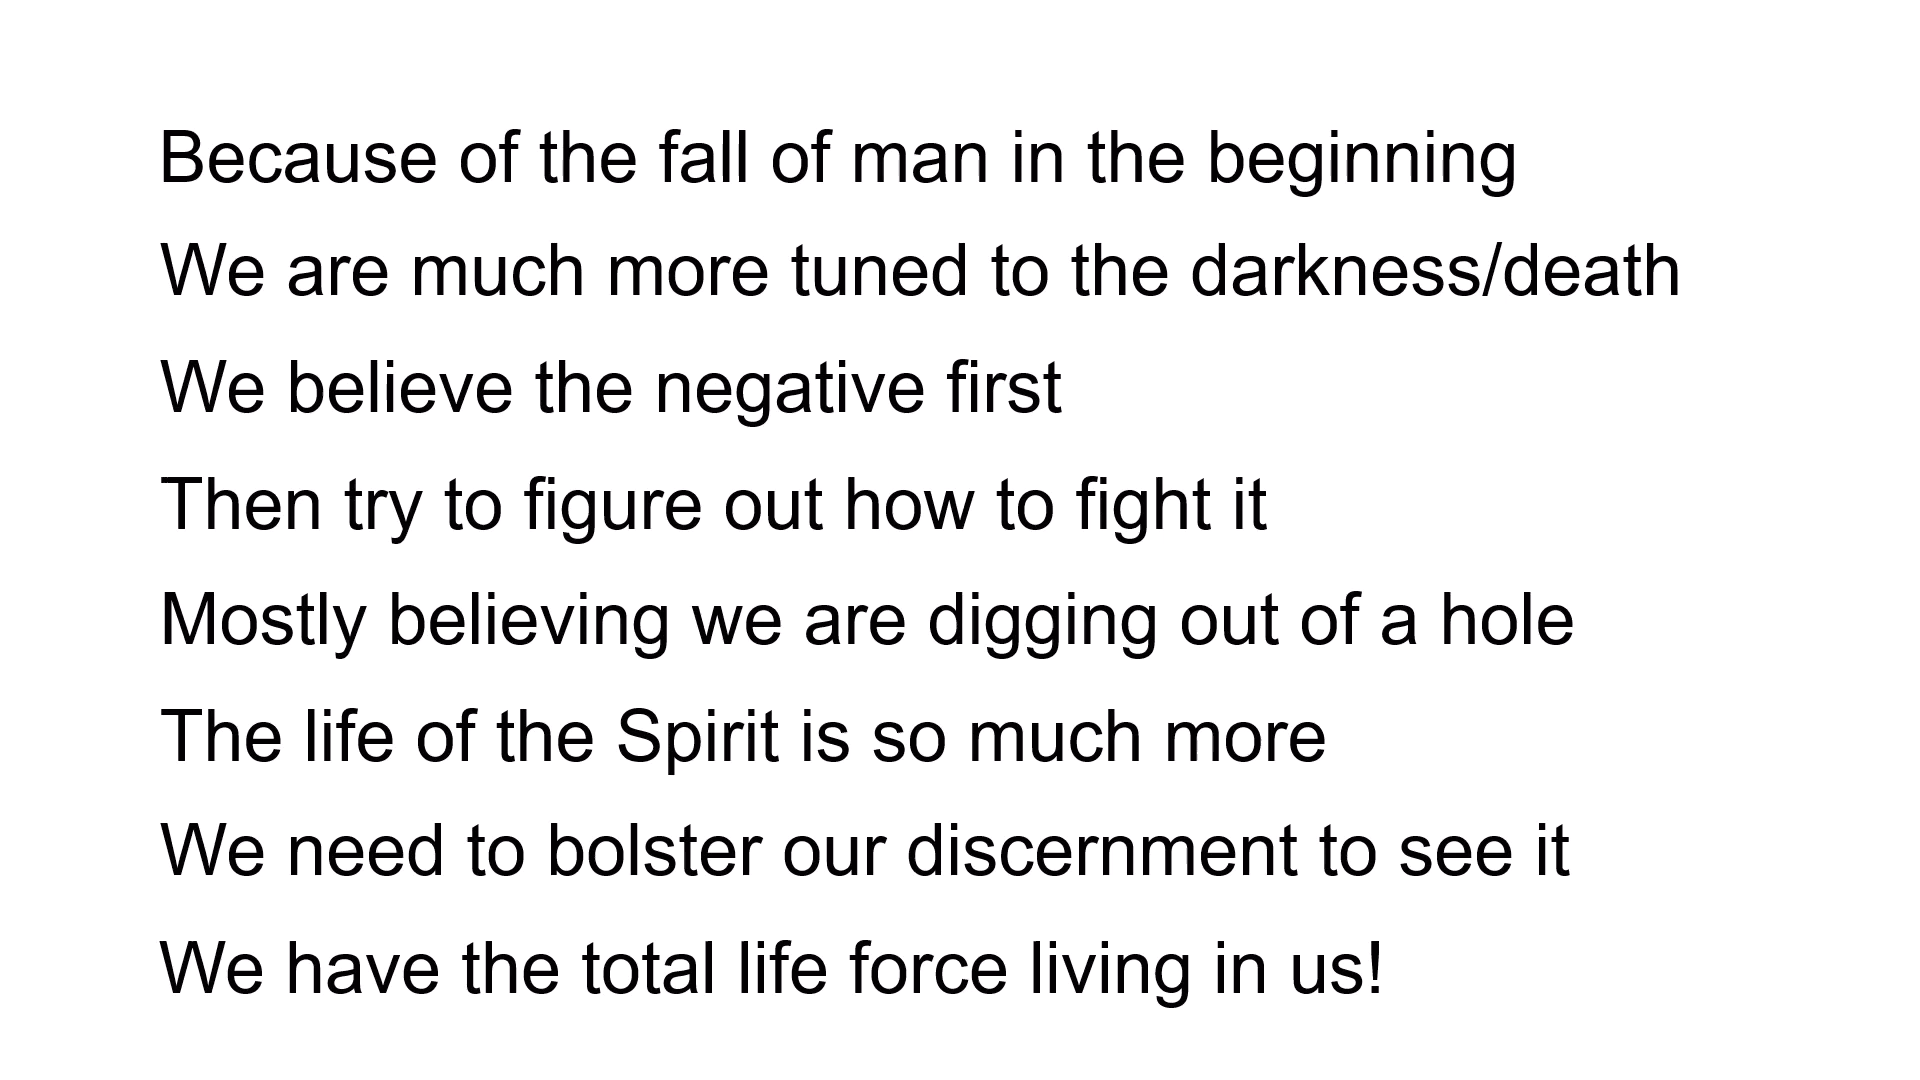 Because of the fall of man in the beginning
We are much more tuned to the darkness/death
We believe the negative first
Then try to figure out how to fight it
Mostly believing we are digging out of a hole
The life of the Spirit is so much more
We need to bolster our discernment to see it
We have the total life force living in us!